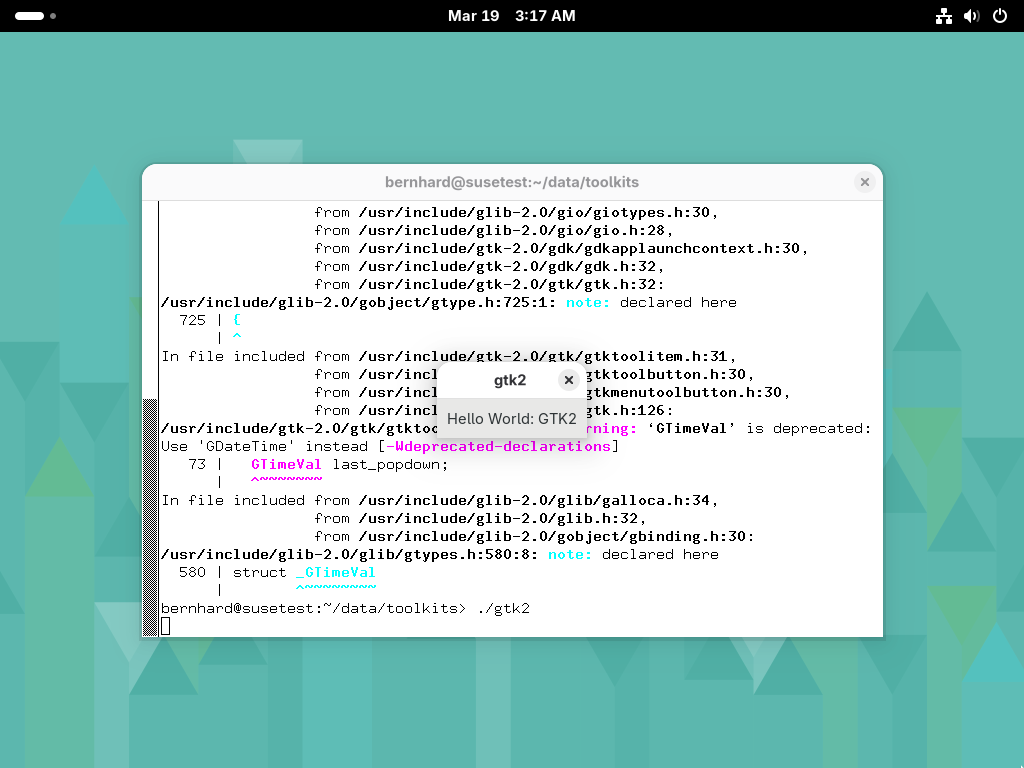 Mar 19 3:17 AM
bernhard@susetest:~/data/toolkits
from /usr/include/glib-2.0/gio/giotypes.h:30,
from /usr/include/glib-2.0/gio/gio.h:28,
from /usr/include/gtk-2.0/gdk/gdkapplaunchcontext.h:30,
from /usr/include/gtk-2.0/gdk/gdk.h:32,
from /usr/include/gtk-2.0/gtk/gtk.h:32:
/usr/include/glib-2.0/gobject/gtype.h:725:1: note: declared here
725 | {
| ^
In file included from /usr/include/gtk-2.0/gtk/gtktoolitem.h:31,
from /usr/incl gtktoolbutton.h:30,
from /usr/incl gtkmenutoolbutton.h:30,
from /usr/incl gtk.h:126:
/usr/include/gtk-2.0/gtk/gtktoo rning: ‘GTimeVal’ is deprecated:
Use 'GDateTime' instead [-Wdeprecated-declarations]
73 | GTimeVal last_popdown;
| ^~~~~~~~
In file included from /usr/include/glib-2.0/glib/galloca.h:34,
from /usr/include/glib-2.0/glib.h:32,
from /usr/include/glib-2.0/gobject/gbinding.h:30:
/usr/include/glib-2.0/glib/gtypes.h:580:8: note: declared here
580 | struct _GTimeVal
| ^~~~~~~~~
bernhard@susetest:~/data/toolkits> ./gtk2
gtk2
Hello World: GTK2